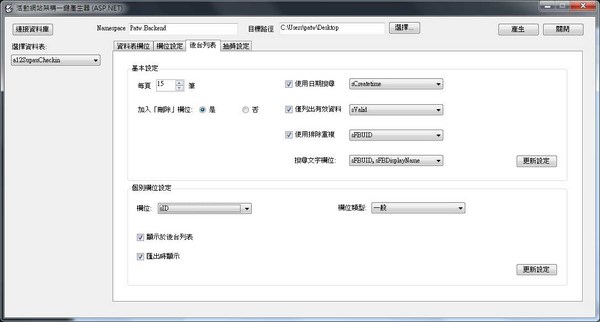 活動網站架構一鍵產生器 (ASP.NET)
連接資料庫
Namespace
Patw.Backend
目標路徑
C:\Users\patw\Desktop
選擇...
產生
關閉
選擇資料表:
a12ExpassCheckin
資料表欄位
欄位設定
後台列表
抽獎設定
基本設定
每頁 15 筆
使用日期搜尋
sCreatetime
加入「刪除」欄位: 是 否
僅列出有效資料
sValid
使用排除重複
sFBUID
搜尋文字欄位:
sFBUID, sFBDisplayName
更新設定
個別欄位設定
欄位:
sID
欄位類型:
一般
顯示於後台列表
匯出時顯示
更新設定